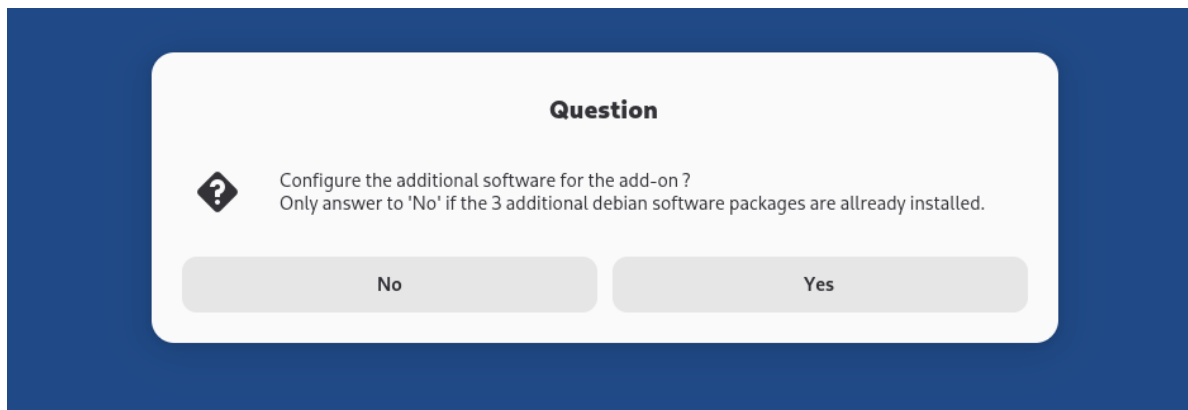 Question
Configure the additional software for the add-on ?
Only answer to 'No' if the 3 additional debian software packages are allready installed.
No
Yes